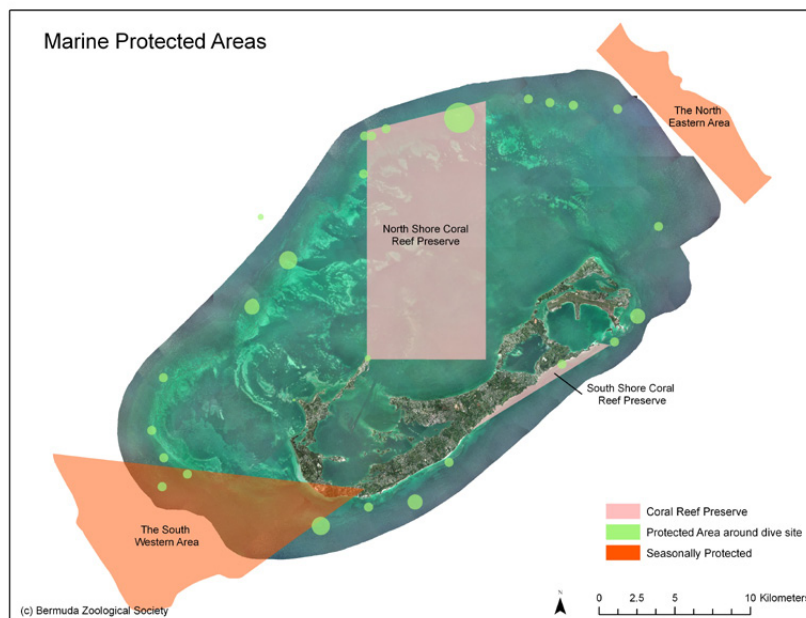 Marine Protected Areas
The North
Eastern Area
North Shore Coral
Reef Preserve
South Shore Coral
Reef Preserve
The South
Western Area
Coral Reef Preserve
Protected Area around dive site
Seasonally Protected
(c) Bermuda Zoological Society
N
0 2.5 5 10 Kilometers